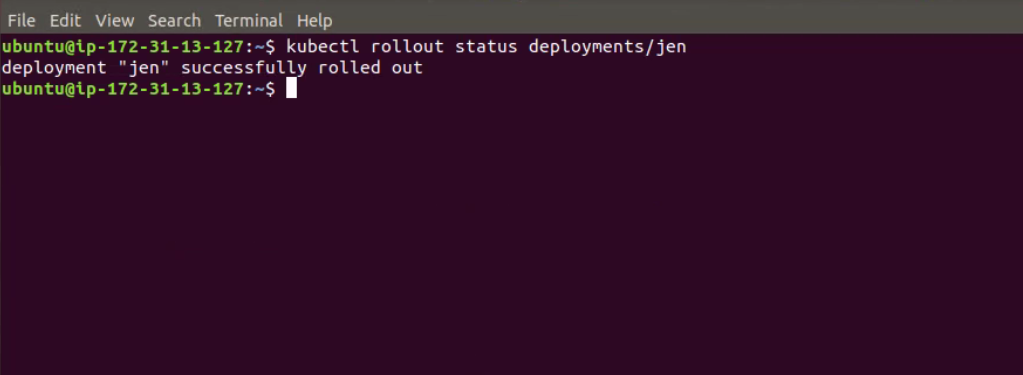 File Edit View Search Terminal Help
ubuntu@ip-172-31-13-127:~$ kubectl rollout status deployments/jen
deployment "jen" successfully rolled out
ubuntu@ip-172-31-13-127:~$